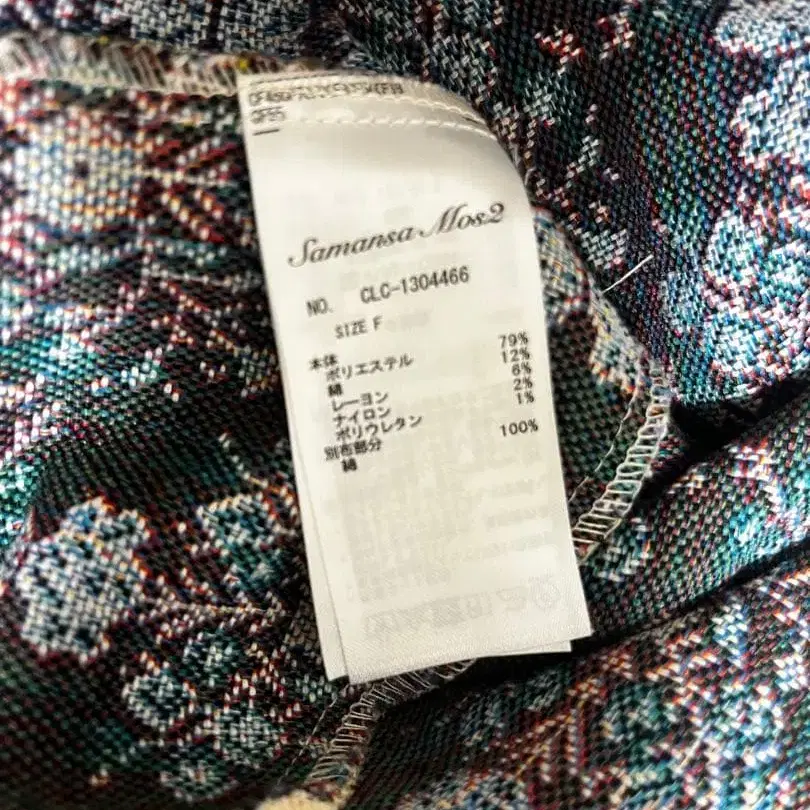 Samansa Mos2
NO. CLC-1304466
SIZE F
本体
ポリエステル 79%
綿 12%
レーヨン 6%
ナイロン 2%
ポリウレタン 1%
別布部分
綿 100%